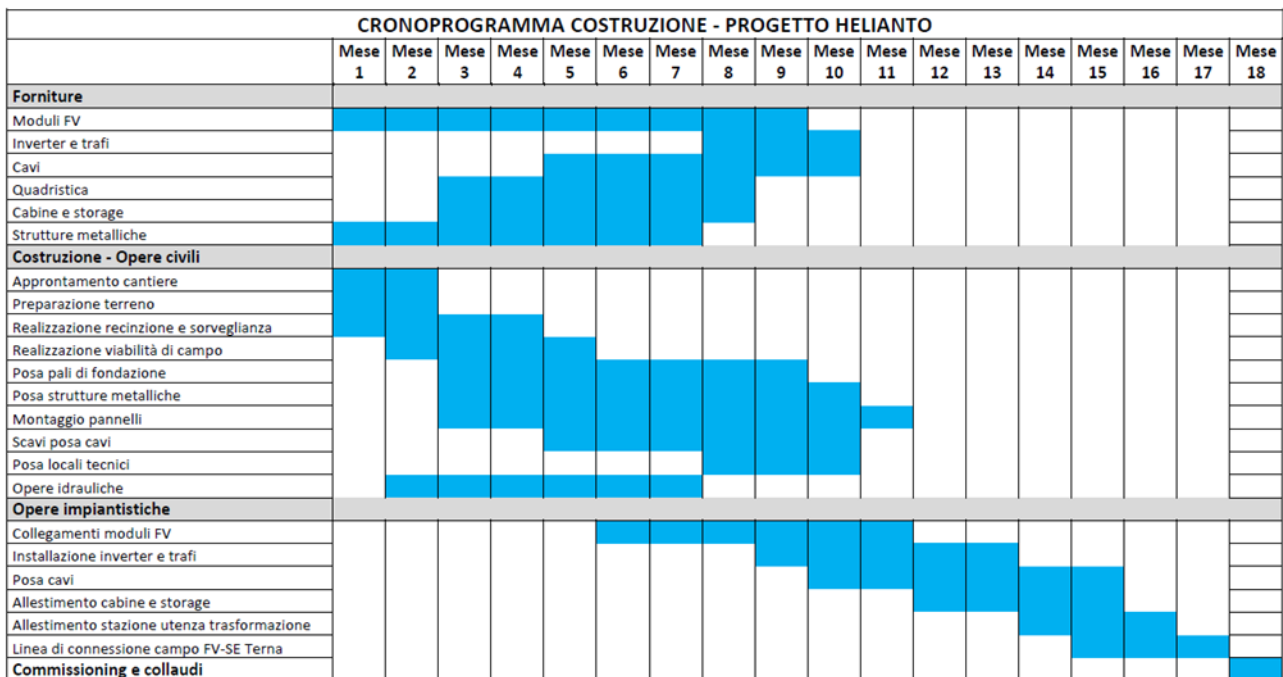 CRONOPROGRAMMA COSTRUZIONE - PROGETTO HELIANTO
Mese Mese Mese Mese Mese Mese Mese Mese Mese Mese Mese Mese Mese Mese Mese Mese Mese Mese
1 2 3 4 5 6 7 8 9 10 11 12 13 14 15 16 17 18
Forniture
Moduli FV
Inverter e trafi
Cavi
Quadristica
Cabine e storage
Strutture metalliche
Costruzione - Opere civili
Approntamento cantiere
Preparazione terreno
Realizzazione recinzione e sorveglianza
Realizzazione viabilità di campo
Posa pali di fondazione
Posa strutture metalliche
Montaggio pannelli
Scavi posa cavi
Posa locali tecnici
Opere idrauliche
Opere impiantistiche
Collegamenti moduli FV
Installazione inverter e trafi
Posa cavi
Allestimento cabine e storage
Allestimento stazione utenza trasformazione
Linea di connessione campo FV-SE Terna
Commissioning e collaudi